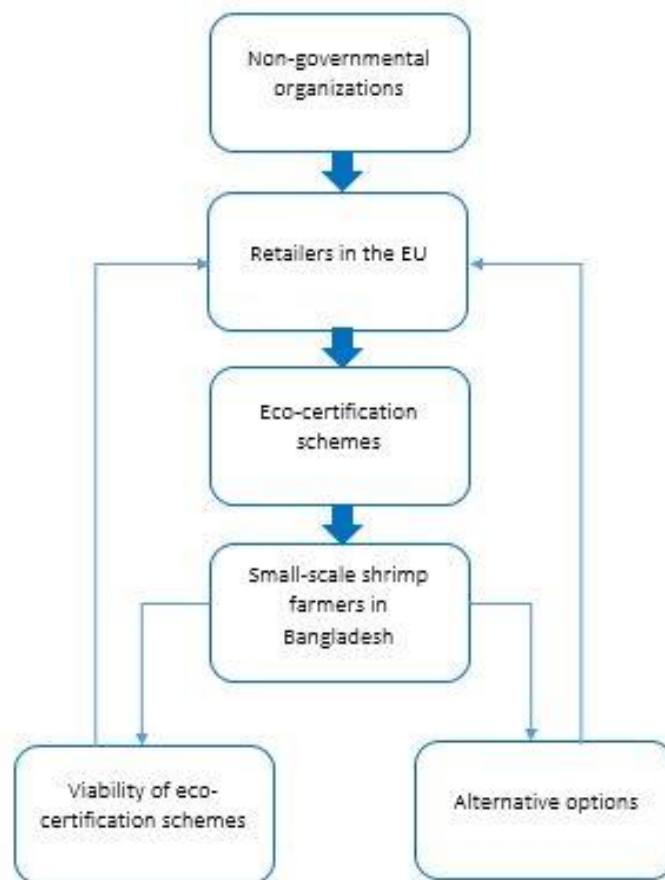 Non-governmental
organizations
Retailers in the EU
Eco-certification
schemes
Small-scale shrimp
farmers in
Bangladesh
Viability of eco-
certification schemes
Alternative options